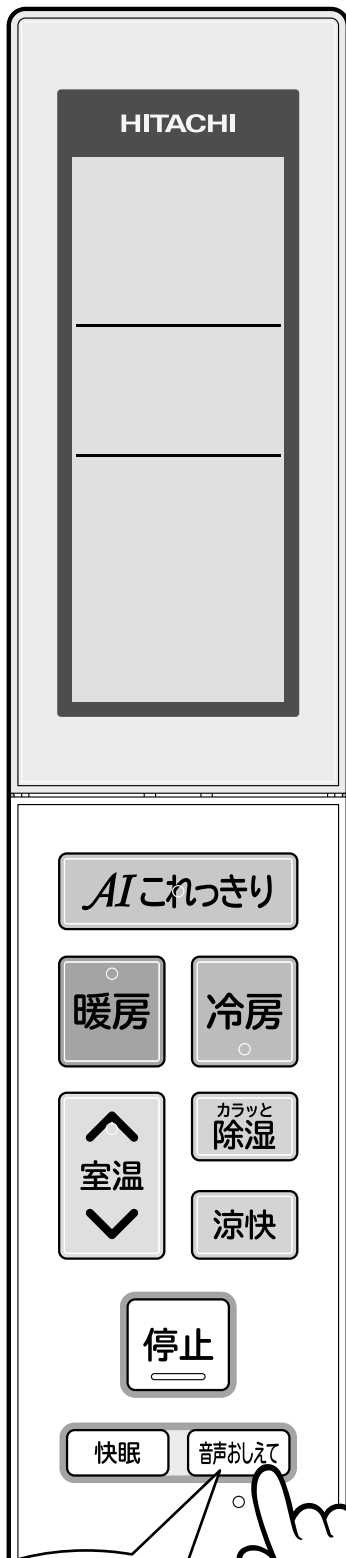 HITACHI
AIこれっきり
暖房
冷房
室温
カラッと
除湿
涼快
停止
快眠
音声おしえて